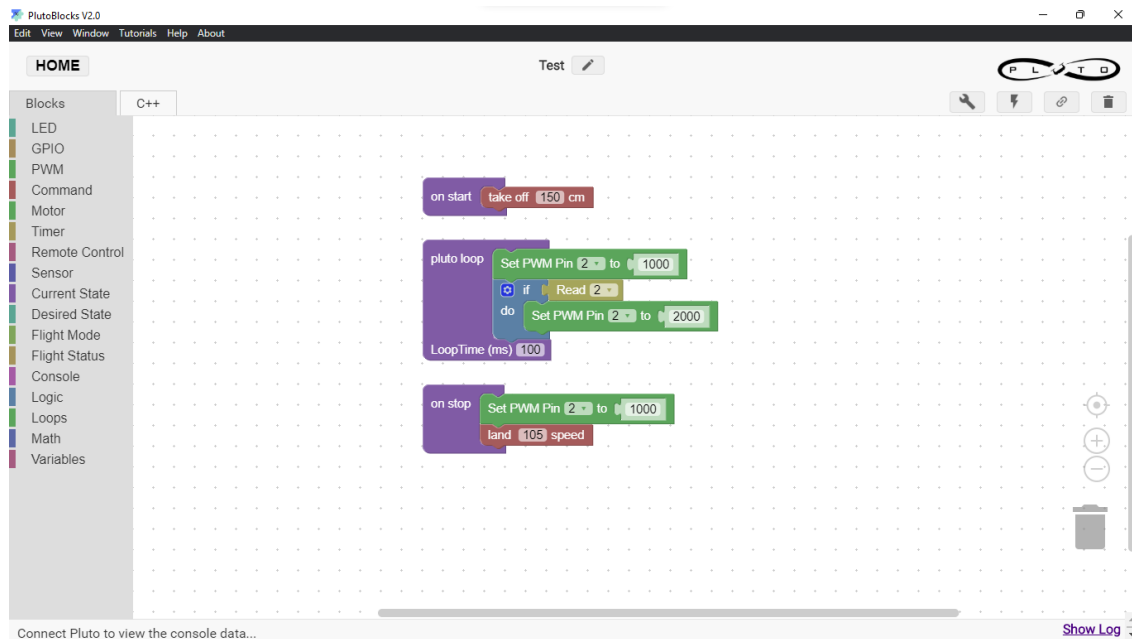 PlutoBlocks V2.0
Edit View Window Tutorials Help About
HOME
Test
PLUTO
Blocks
C++
LED
GPIO
PWM
Command
Motor
Timer
Remote Control
Sensor
Current State
Desired State
Flight Mode
Flight Status
Console
Logic
Loops
Math
Variables
on start take off 150 cm
pluto loop Set PWM Pin 2 to 1000
if Read 2
do Set PWM Pin 2 to 2000
LoopTime (ms) 100
on stop Set PWM Pin 2 to 1000
land 105 speed
Connect Pluto to view the console data...
Show Log